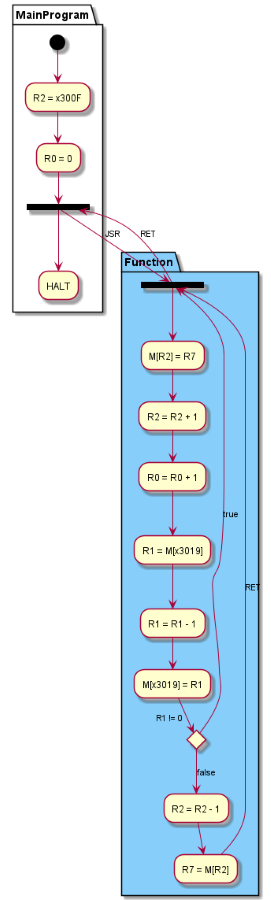 MainProgram
R2 = x300F
R0 = 0
JSR
RET
HALT
Function
M[R2] = R7
R2 = R2 + 1
R0 = R0 + 1
true
R1 = M[x3019]
RET
R1 = R1 - 1
M[x3019] = R1
R1 != 0
false
R2 = R2 - 1
R7 = M[R2]